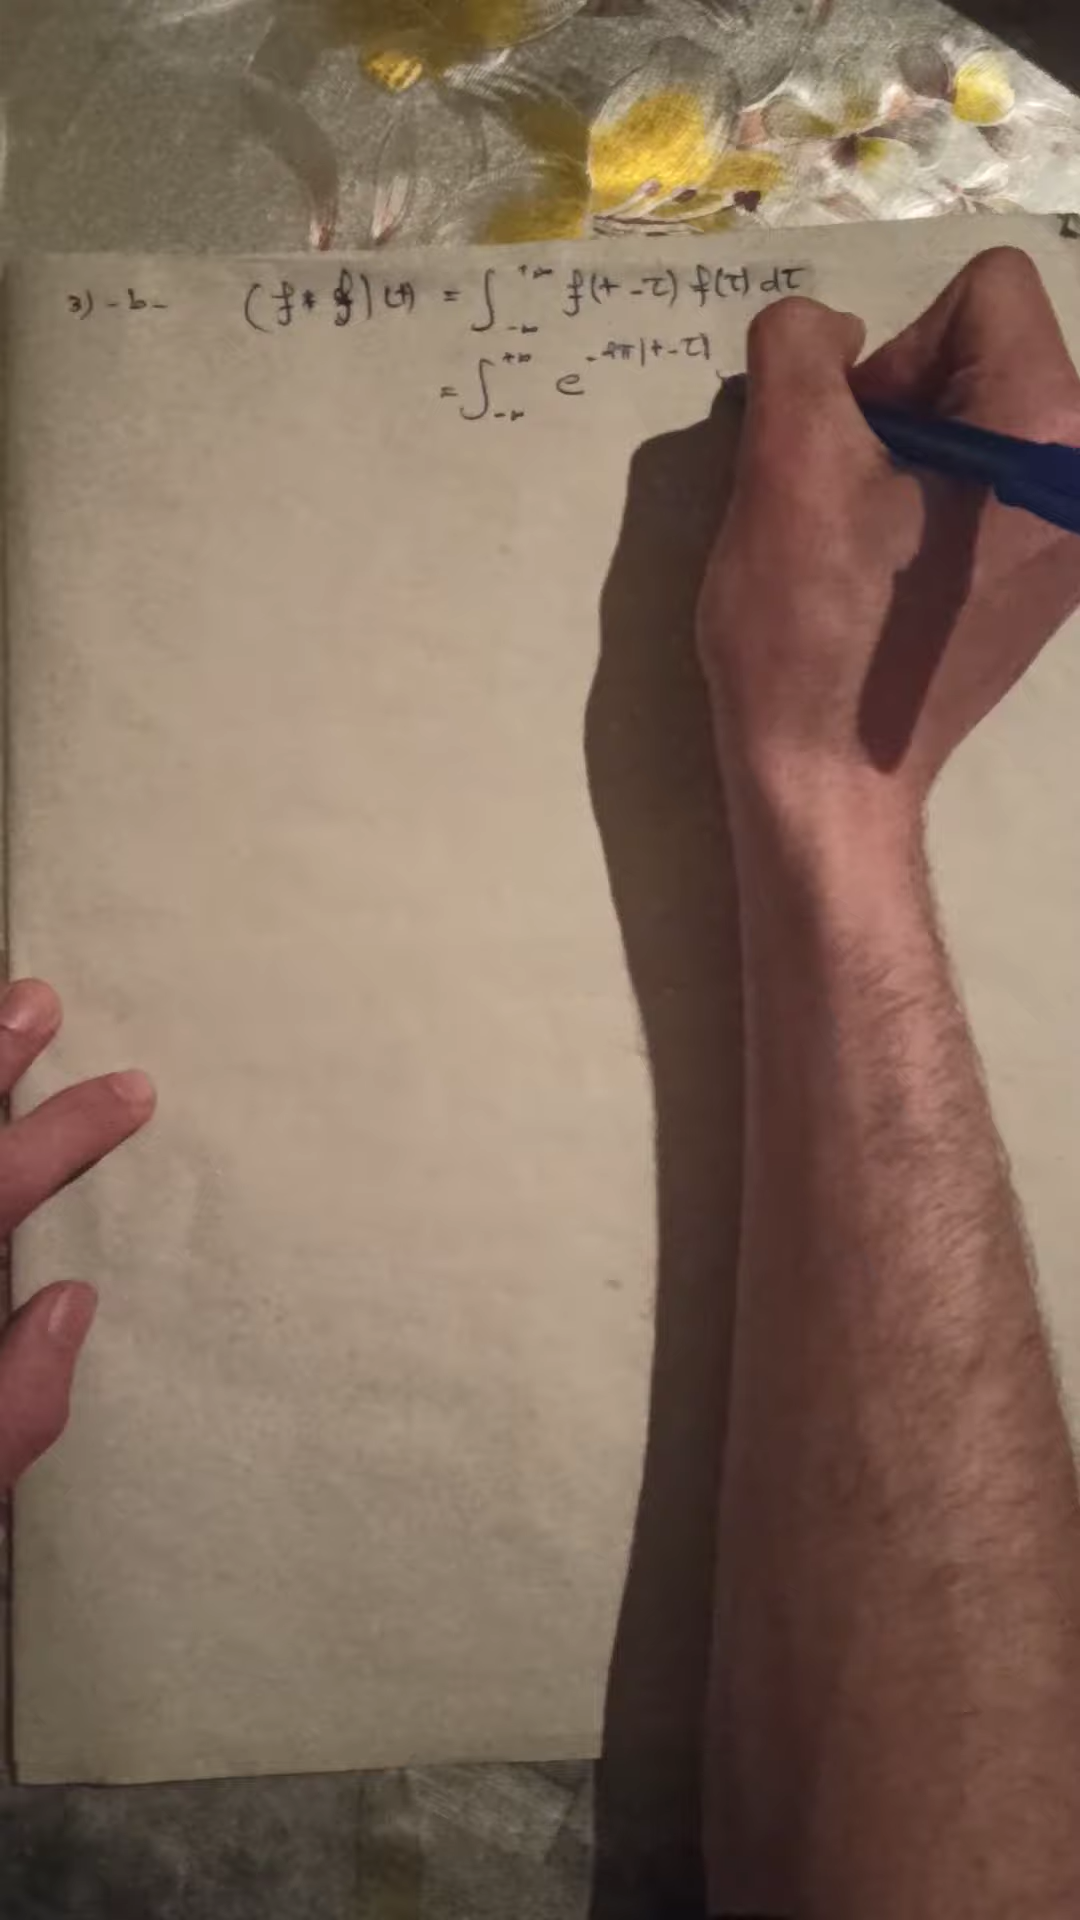 3) - b - (f * f)(t) = ∫_{-∞}^{+∞} f(t - τ) f(τ) dτ
= ∫_{-∞}^{+∞} e^{-2π|t-τ|}